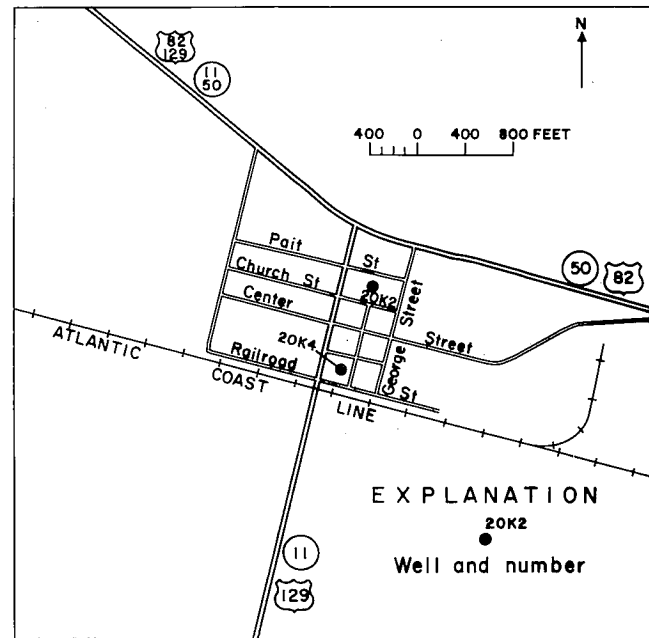 82
129
11
50
N
400 0 400 800 FEET
Pait St
Church St
Center Street
20K2
George Street
20K4
Railroad St
ATLANTIC COAST LINE
50
82
11
129
EXPLANATION
20K2
Well and number